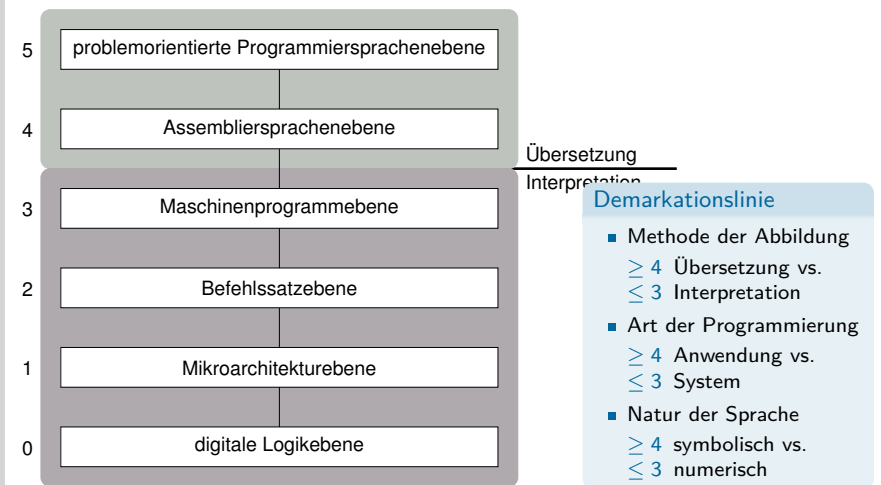 5 problemorientierte Programmiersprachenebene
4 Assembliersprachenebene
Übersetzung
Interpretation
3 Maschinenprogrammebene
2 Befehlssatzebene
1 Mikroarchitekturebene
0 digitale Logikebene
Demarkationslinie
Methode der Abbildung
≥ 4 Übersetzung vs.
≤ 3 Interpretation
Art der Programmierung
≥ 4 Anwendung vs.
≤ 3 System
Natur der Sprache
≥ 4 symbolisch vs.
≤ 3 numerisch